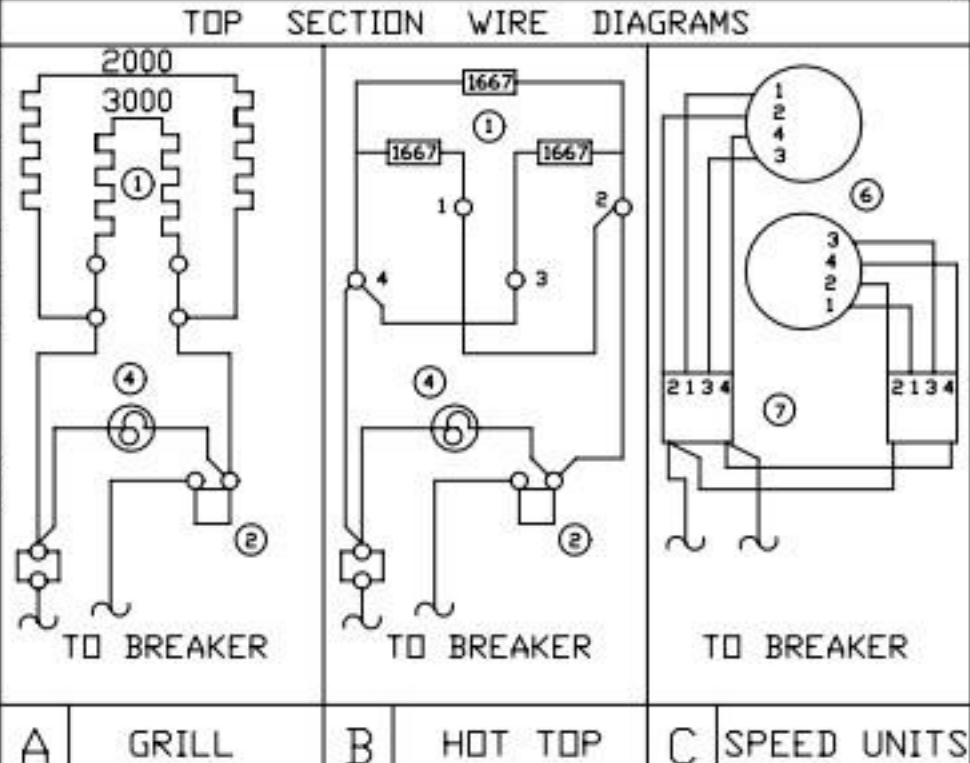 TOP SECTION WIRE DIAGRAMS
2000
3000
1
4
2
TO BREAKER
A GRILL
1667
1
1667 1667
1 2
4 3
4
2
TO BREAKER
B HOT TOP
1
2
4
3
6
3
4
2
1
2 1 3 4 2 1 3 4
7
TO BREAKER
C SPEED UNITS